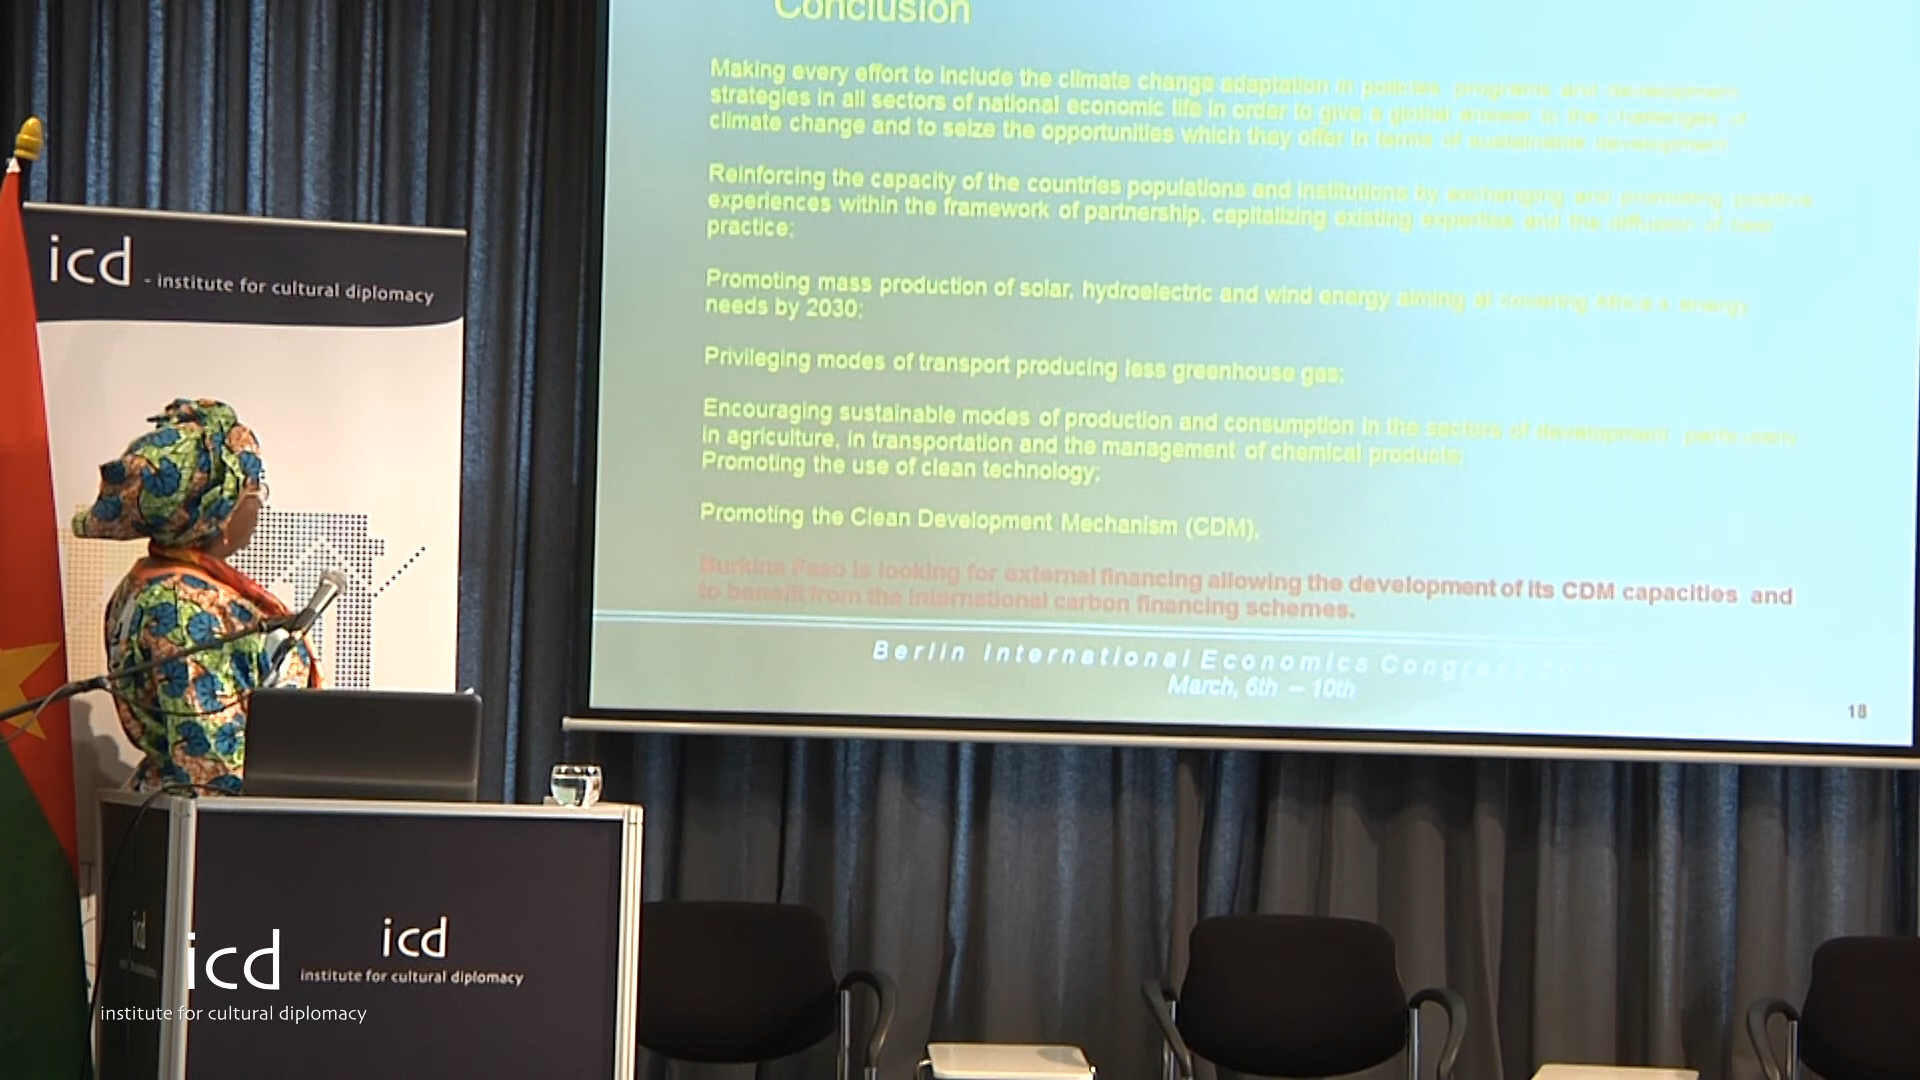 Conclusion
Making every effort to include the climate change adaptation in policies, programs and development
strategies in all sectors of national economic life in order to give a global answer to the challenges of
climate change and to seize the opportunities which they offer in terms of sustainable development
Reinforcing the capacity of the countries populations and institutions by exchanging and promoting positive
experiences within the framework of partnership, capitalizing existing expertise and the diffusion of best
practice;
Promoting mass production of solar, hydroelectric and wind energy aiming at covering Africa's energy
needs by 2030;
Privileging modes of transport producing less greenhouse gas;
Encouraging sustainable modes of production and consumption in the sectors of development particularly
in agriculture, in transportation and the management of chemical products;
Promoting the use of clean technology;
Promoting the Clean Development Mechanism (CDM),
Burkina Faso is looking for external financing allowing the development of its CDM capacities and
to benefit from the international carbon financing schemes.
Berlin International Economics Congress
March, 6th – 10th
18
icd - institute for cultural diplomacy
icd
icd
institute for cultural diplomacy
icd
institute for cultural diplomacy